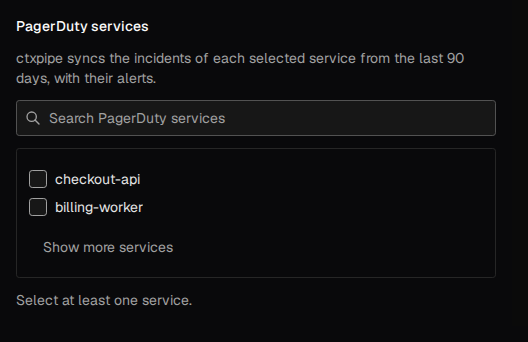 PagerDuty services
ctxpipe syncs the incidents of each selected service from the last 90
days, with their alerts.
Search PagerDuty services
checkout-api
billing-worker
Show more services
Select at least one service.